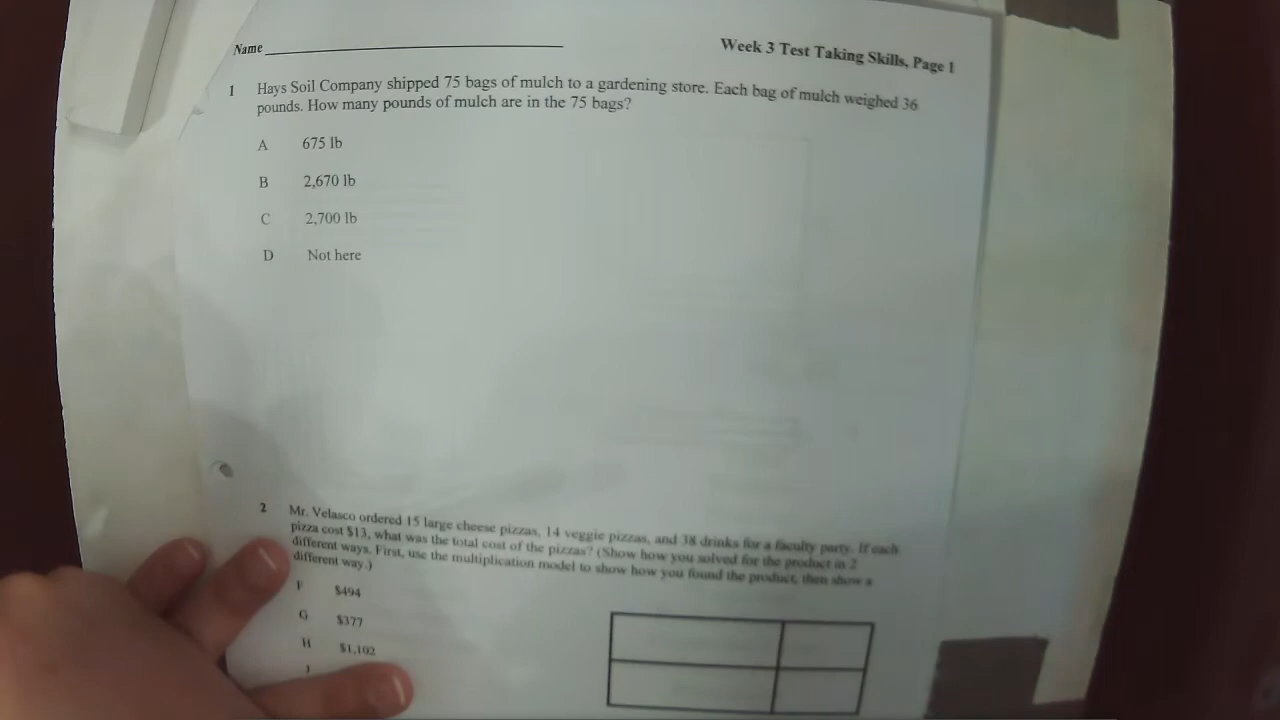 Name
Week 3 Test Taking Skills, Page 1
1 Hays Soil Company shipped 75 bags of mulch to a gardening store. Each bag of mulch weighed 36
pounds. How many pounds of mulch are in the 75 bags?
A 675 lb
B 2,670 lb
C 2,700 lb
D Not here
2 Mr. Velasco ordered 15 large cheese pizzas, 14 veggie pizzas, and 38 drinks for a faculty party. If each
pizza cost $13, what was the total cost of the pizzas? (Show how you solved for the product in 2
different ways. First, use the multiplication model to show how you found the product, then show a
different way.)
F $494
G $377
H $1,102
J